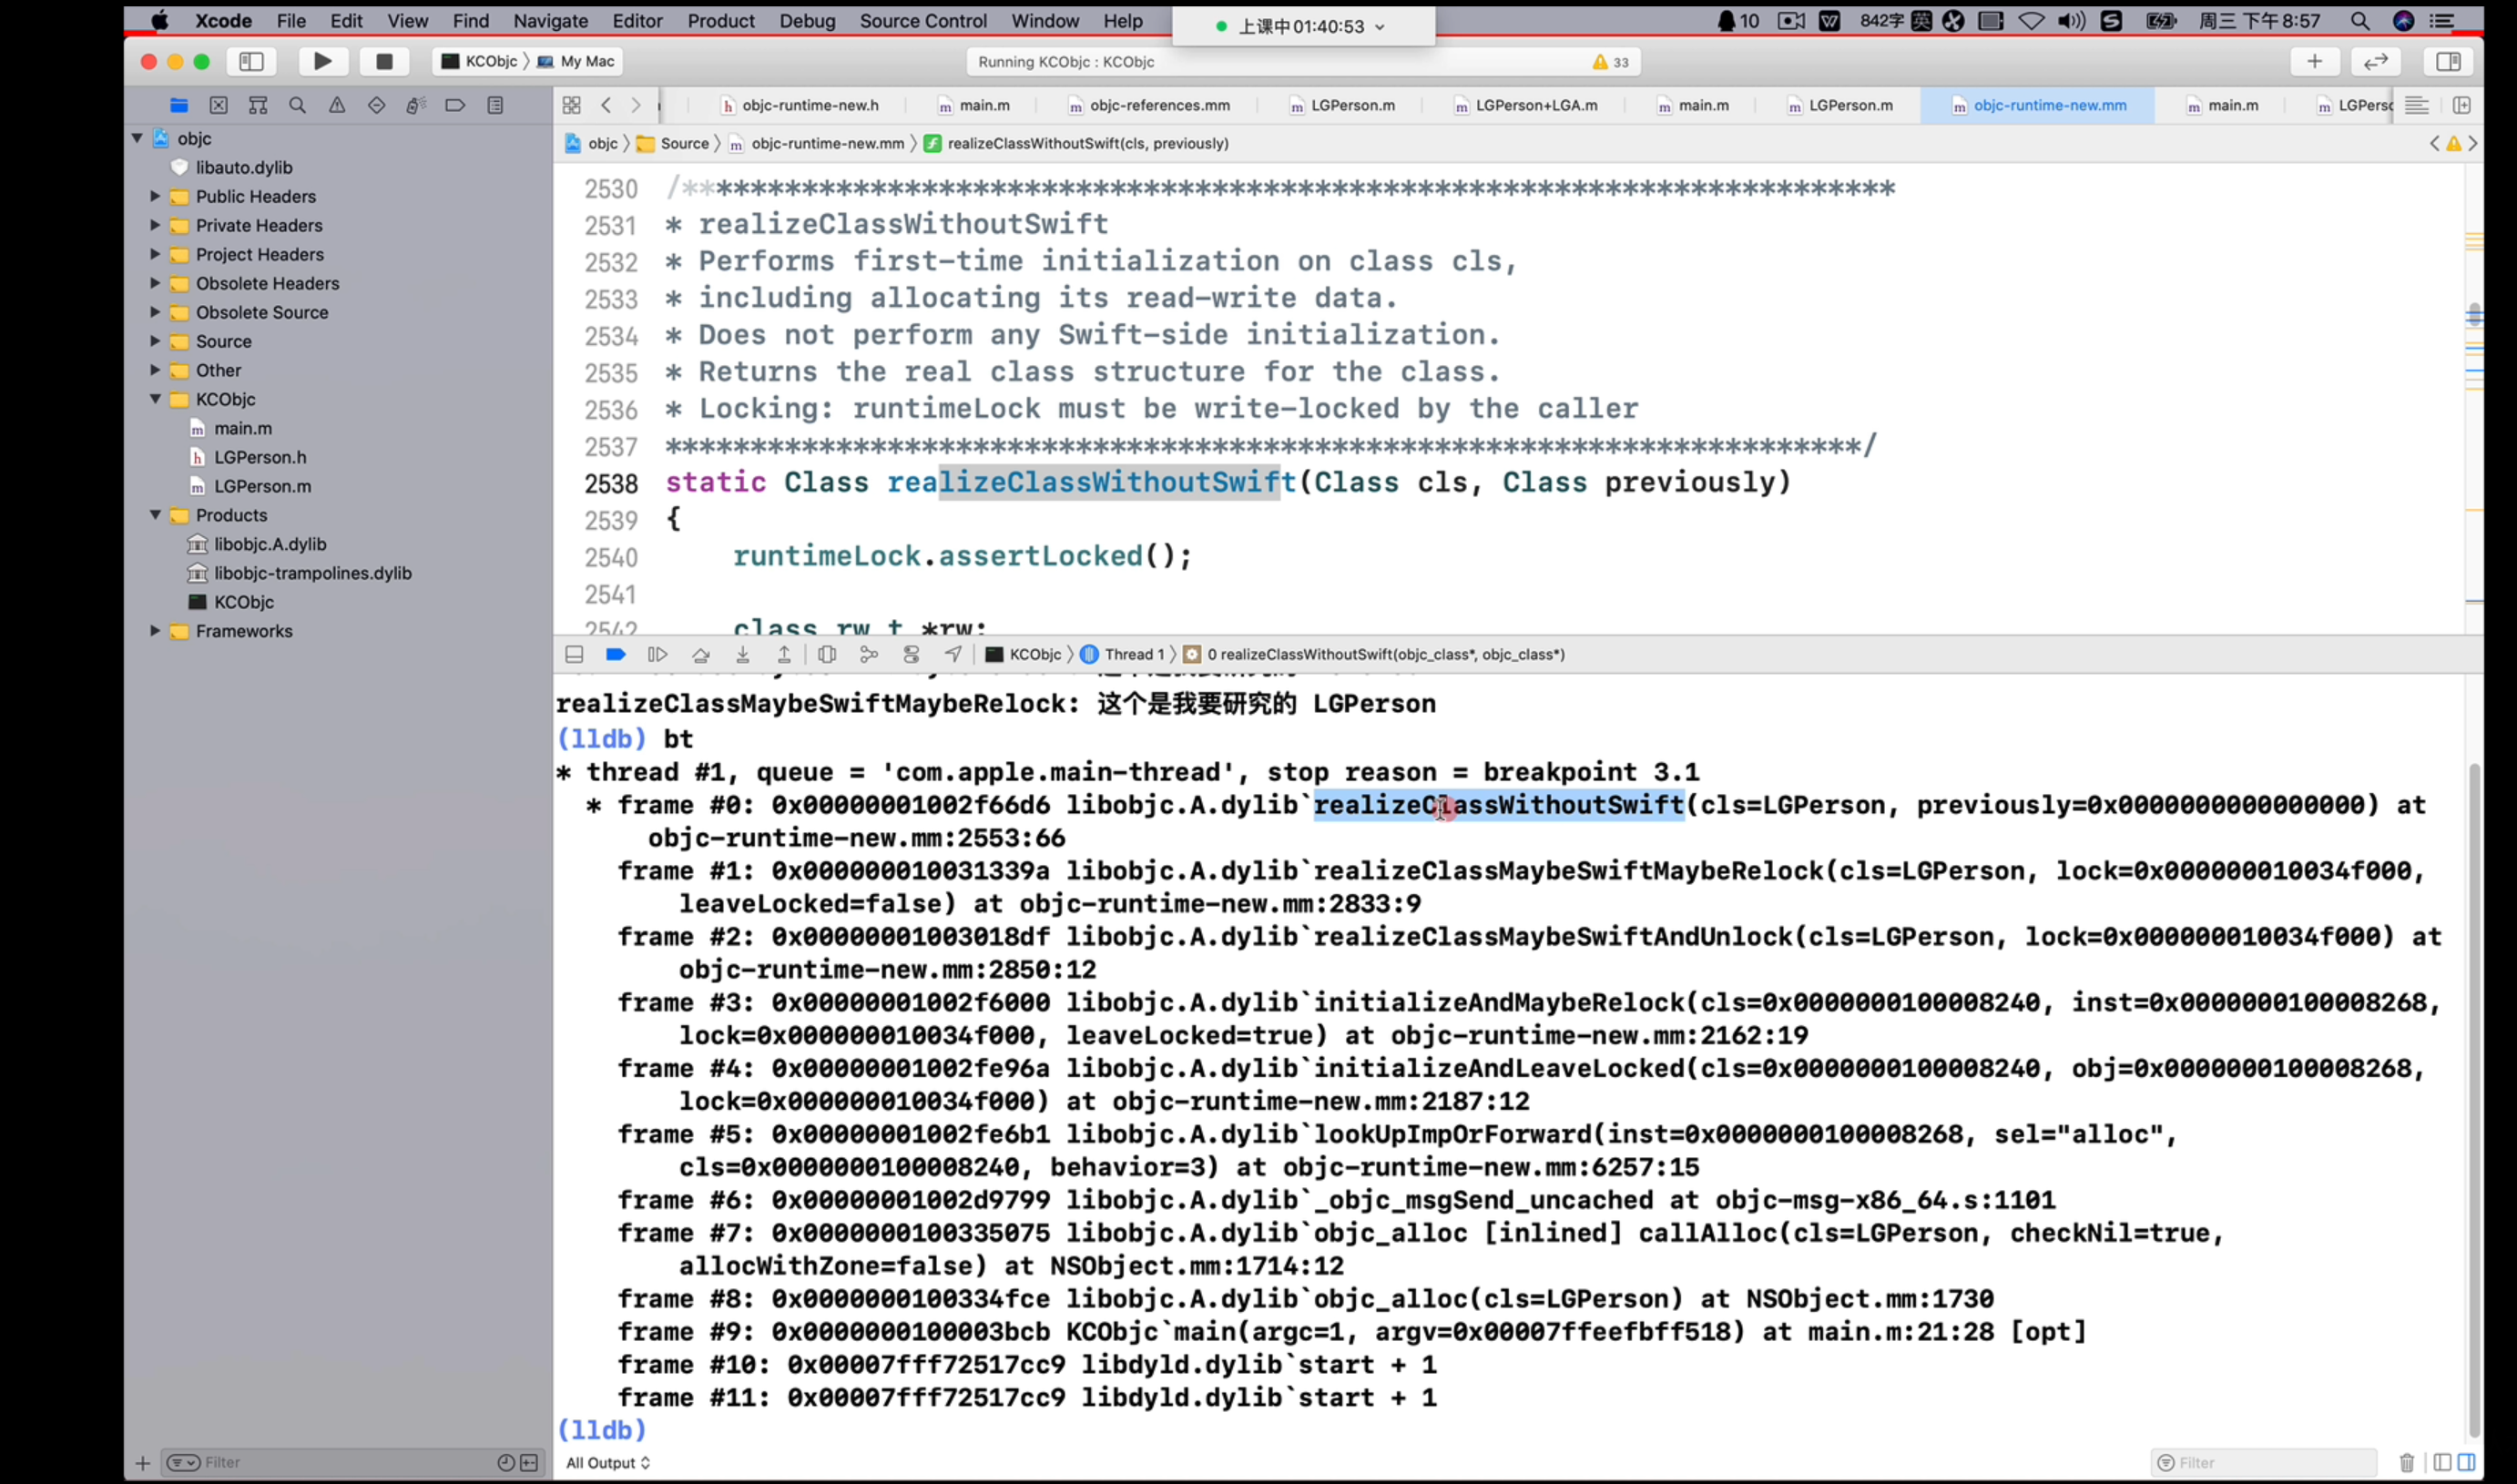 Xcode File Edit View Find Navigate Editor Product Debug Source Control Window Help
上课中 01:40:53
10 842字 英 周三 下午8:57
KCObjc 〉 My Mac
Running KCObjc : KCObjc
33
objc-runtime-new.h main.m objc-references.mm LGPerson.m LGPerson+LGA.m main.m LGPerson.m objc-runtime-new.mm main.m LGPersc
objc 〉 Source 〉 objc-runtime-new.mm 〉 realizeClassWithoutSwift(cls, previously)
objc
libauto.dylib
Public Headers
Private Headers
Project Headers
Obsolete Headers
Obsolete Source
Source
Other
KCObjc
main.m
LGPerson.h
LGPerson.m
Products
libobjc.A.dylib
libobjc-trampolines.dylib
KCObjc
Frameworks
Filter
2530 /***********************************************************************
2531 * realizeClassWithoutSwift
2532 * Performs first-time initialization on class cls,
2533 * including allocating its read-write data.
2534 * Does not perform any Swift-side initialization.
2535 * Returns the real class structure for the class.
2536 * Locking: runtimeLock must be write-locked by the caller
2537 **********************************************************************/
2538 static Class realizeClassWithoutSwift(Class cls, Class previously)
2539 {
2540 runtimeLock.assertLocked();
2541
2542 class_rw_t *rw;
KCObjc 〉 Thread 1 〉 0 realizeClassWithoutSwift(objc_class*, objc_class*)
realizeClassMaybeSwiftMaybeRelock: 这个是我要研究的 LGPerson
(lldb) bt
* thread #1, queue = 'com.apple.main-thread', stop reason = breakpoint 3.1
* frame #0: 0x00000001002f66d6 libobjc.A.dylib`realizeClassWithoutSwift(cls=LGPerson, previously=0x0000000000000000) at
objc-runtime-new.mm:2553:66
frame #1: 0x000000010031339a libobjc.A.dylib`realizeClassMaybeSwiftMaybeRelock(cls=LGPerson, lock=0x000000010034f000,
leaveLocked=false) at objc-runtime-new.mm:2833:9
frame #2: 0x00000001003018df libobjc.A.dylib`realizeClassMaybeSwiftAndUnlock(cls=LGPerson, lock=0x000000010034f000) at
objc-runtime-new.mm:2850:12
frame #3: 0x00000001002f6000 libobjc.A.dylib`initializeAndMaybeRelock(cls=0x0000000100008240, inst=0x0000000100008268,
lock=0x000000010034f000, leaveLocked=true) at objc-runtime-new.mm:2162:19
frame #4: 0x00000001002fe96a libobjc.A.dylib`initializeAndLeaveLocked(cls=0x0000000100008240, obj=0x0000000100008268,
lock=0x000000010034f000) at objc-runtime-new.mm:2187:12
frame #5: 0x00000001002fe6b1 libobjc.A.dylib`lookUpImpOrForward(inst=0x0000000100008268, sel="alloc",
cls=0x0000000100008240, behavior=3) at objc-runtime-new.mm:6257:15
frame #6: 0x00000001002d9799 libobjc.A.dylib`_objc_msgSend_uncached at objc-msg-x86_64.s:1101
frame #7: 0x0000000100335075 libobjc.A.dylib`objc_alloc [inlined] callAlloc(cls=LGPerson, checkNil=true,
allocWithZone=false) at NSObject.mm:1714:12
frame #8: 0x0000000100334fce libobjc.A.dylib`objc_alloc(cls=LGPerson) at NSObject.mm:1730
frame #9: 0x0000000100003bcb KCObjc`main(argc=1, argv=0x00007ffeefbff518) at main.m:21:28 [opt]
frame #10: 0x00007fff72517cc9 libdyld.dylib`start + 1
frame #11: 0x00007fff72517cc9 libdyld.dylib`start + 1
(lldb)
All Output
Filter